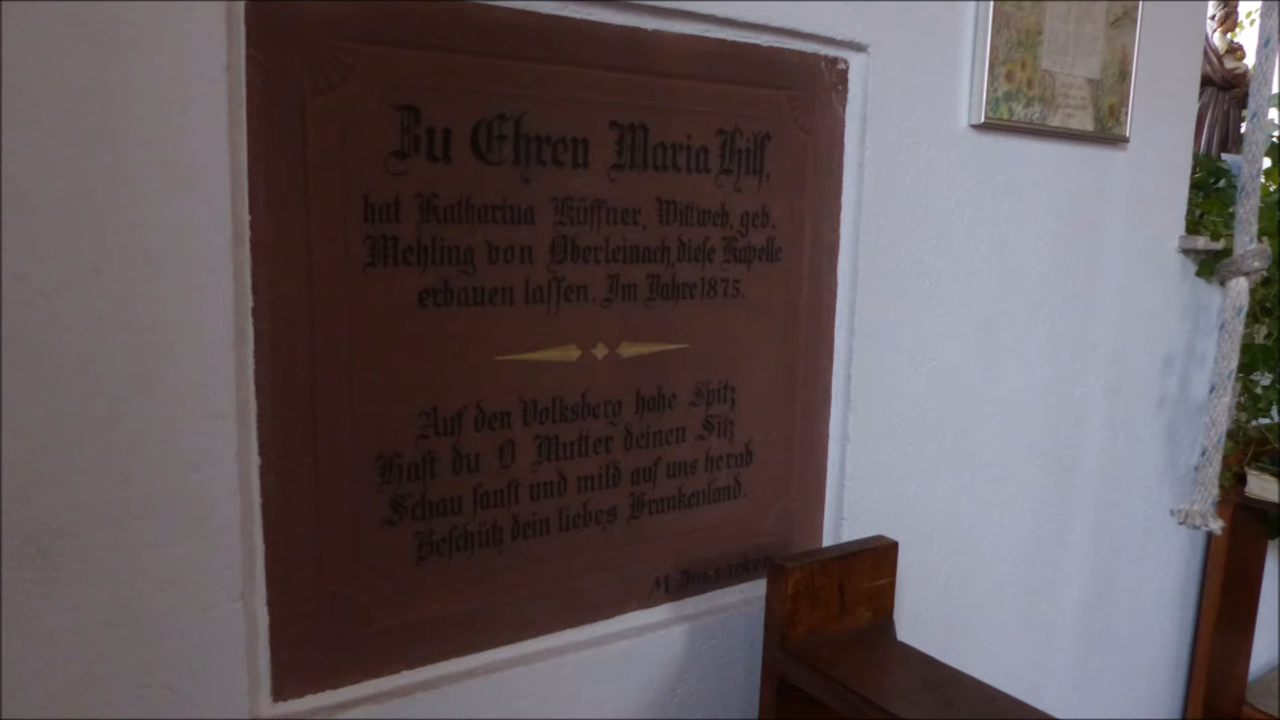 Zu Ehren Maria Hilf,
hat Katharina Küffner, Wittweb. geb.
Mehling von Oberleinach, diese Kapelle
erbauen lassen. Im Jahre 1875.
Auf den Volksberg hohe Spitz
Hast du O Mutter deinen Sitz
Schau sanft und mild auf uns herab
Beschütz dein liebes Frankenland.
M.